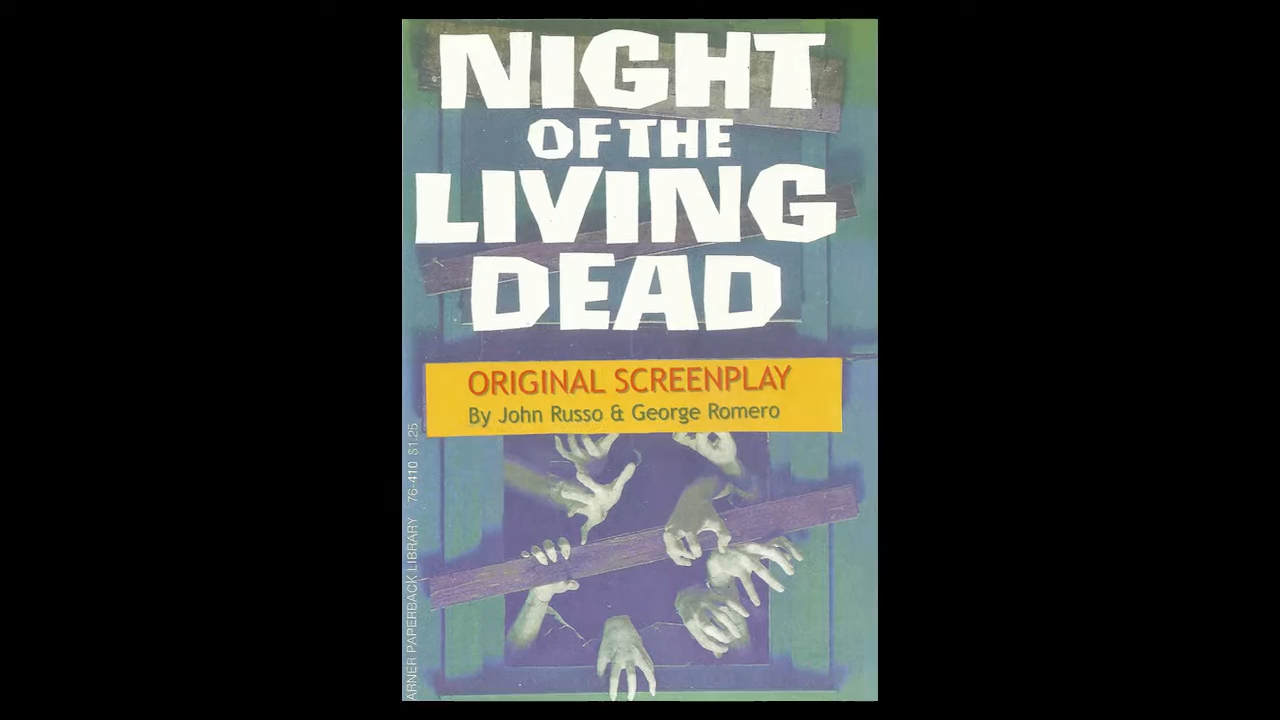 NIGHT
OF THE
LIVING
DEAD
ORIGINAL SCREENPLAY
By John Russo & George Romero
ARNER PAPERBACK LIBRARY 76-410 $1.25